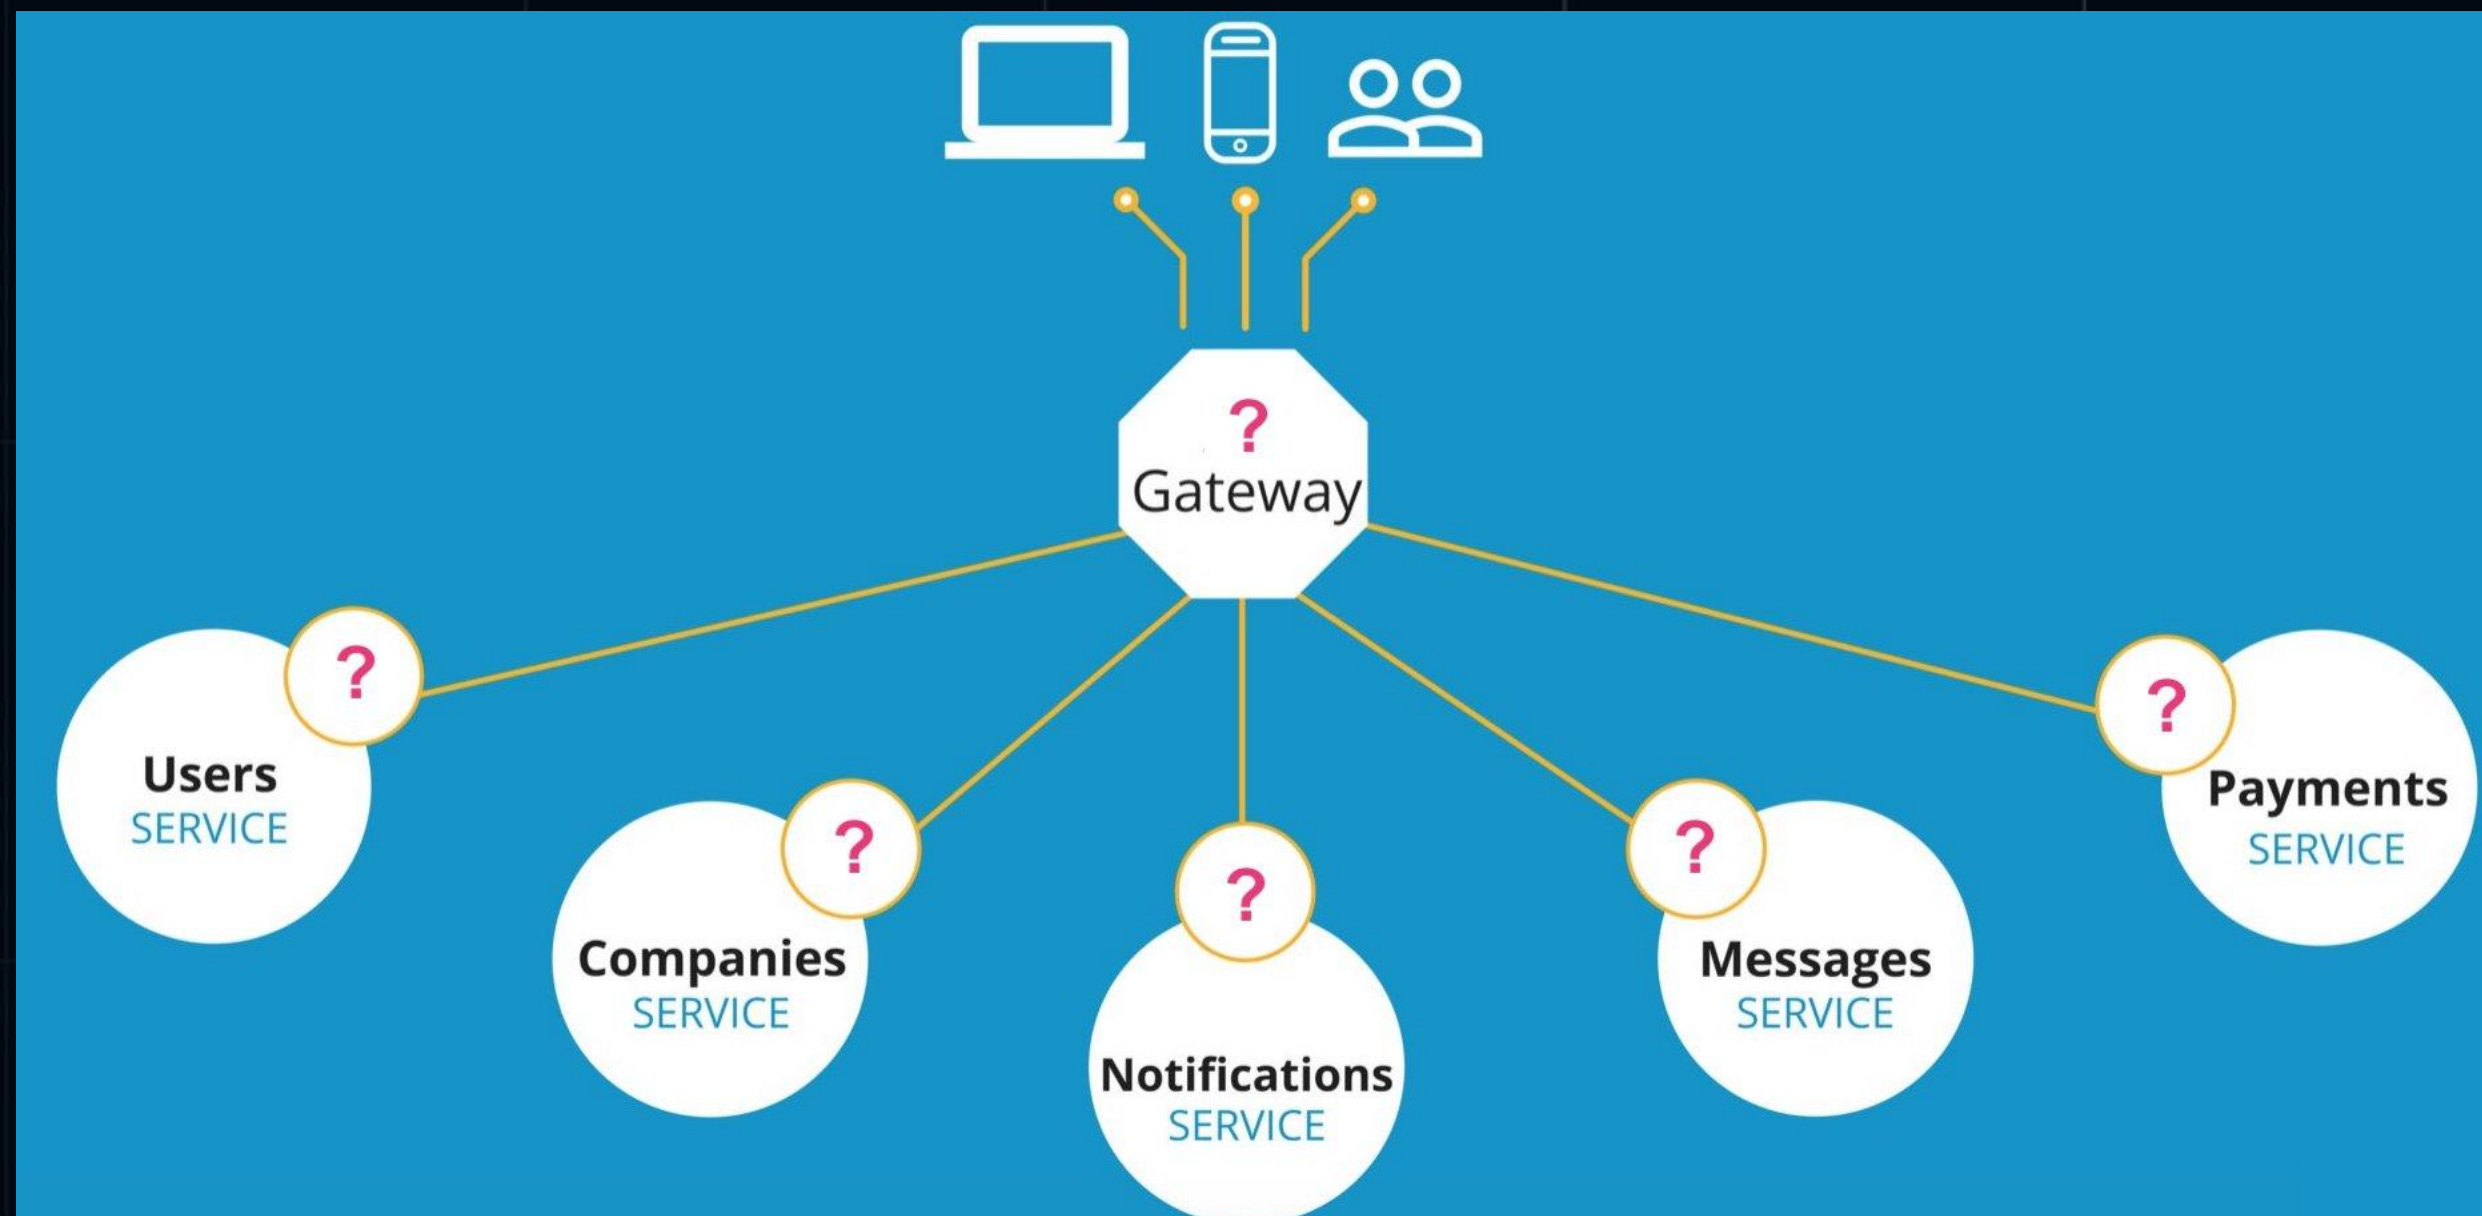 ?
Gateway
?
Users
SERVICE
?
Companies
SERVICE
?
Notifications
SERVICE
?
Messages
SERVICE
?
Payments
SERVICE